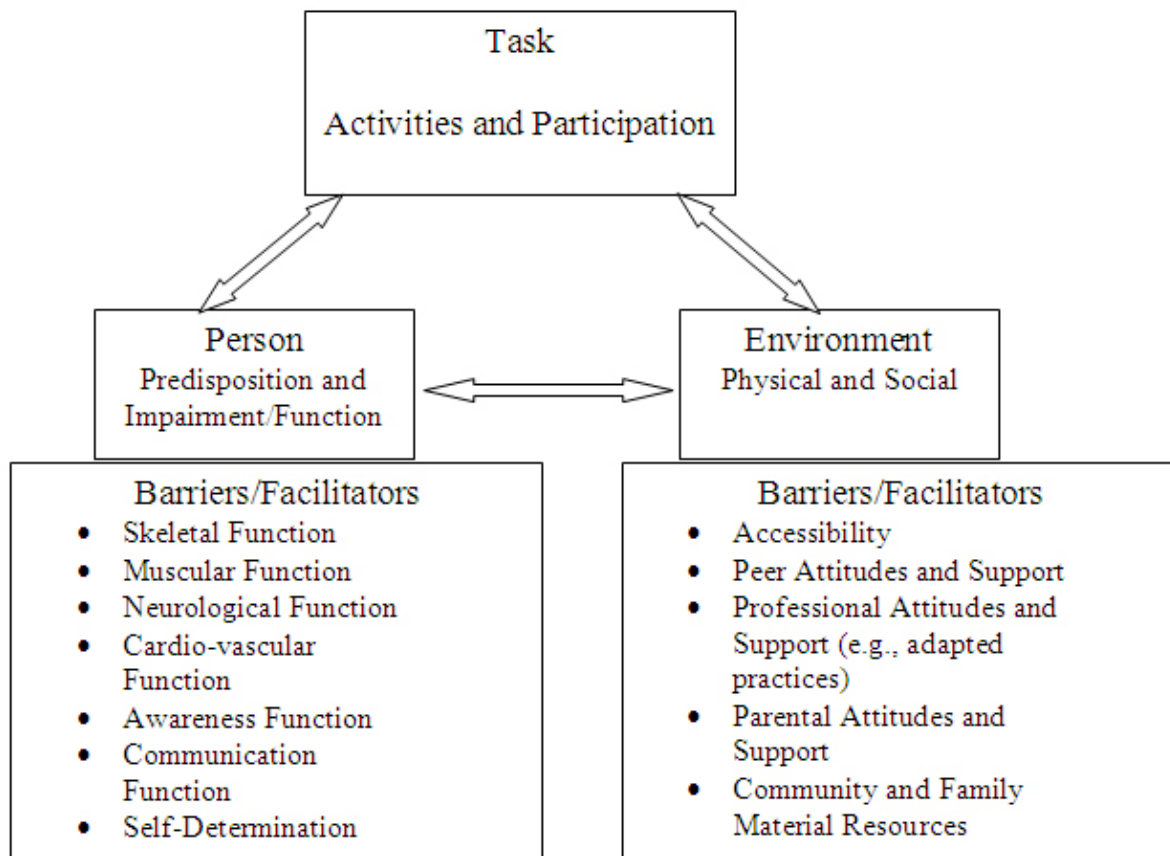 Task
Activities and Participation
Person
Predisposition and
Impairment/Function
Environment
Physical and Social
Barriers/Facilitators
• Skeletal Function
• Muscular Function
• Neurological Function
• Cardio-vascular
Function
• Awareness Function
• Communication
Function
• Self-Determination
Barriers/Facilitators
• Accessibility
• Peer Attitudes and Support
• Professional Attitudes and
Support (e.g., adapted
practices)
• Parental Attitudes and
Support
• Community and Family
Material Resources